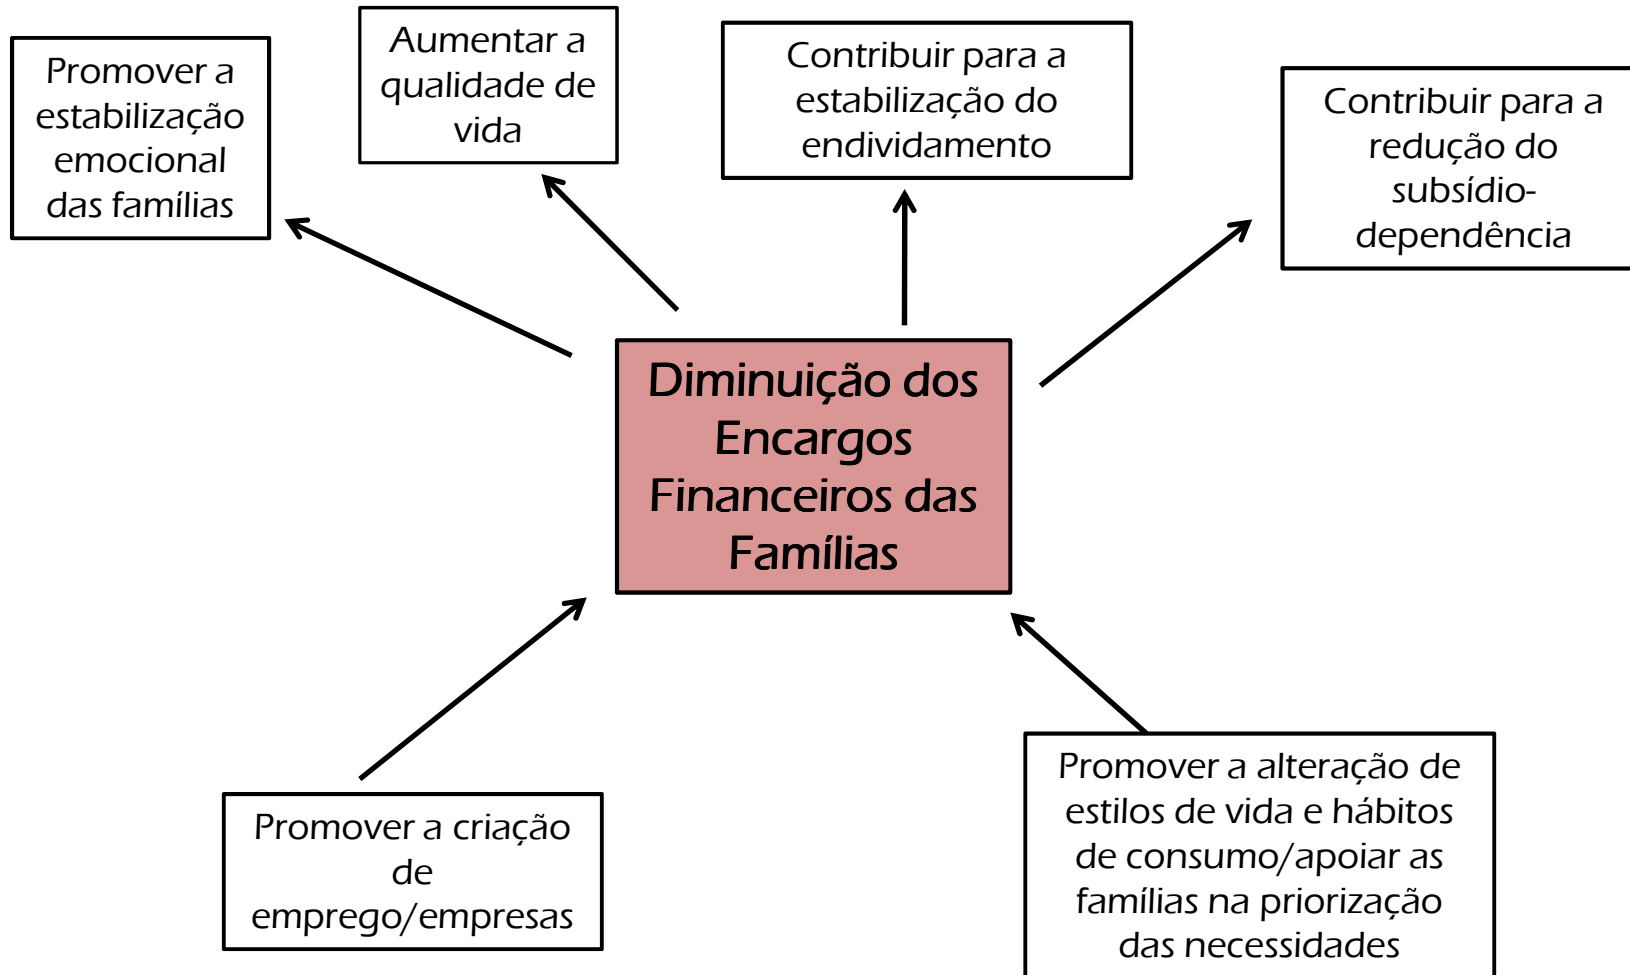 Promover a
estabilização
emocional
das famílias
Aumentar a
qualidade de
vida
Contribuir para a
estabilização do
endividamento
Contribuir para a
redução do
subsídio-
dependência
Diminuição dos
Encargos
Financeiros das
Famílias
Promover a criação
de
emprego/empresas
Promover a alteração de
estilos de vida e hábitos
de consumo/apoiar as
famílias na priorização
das necessidades